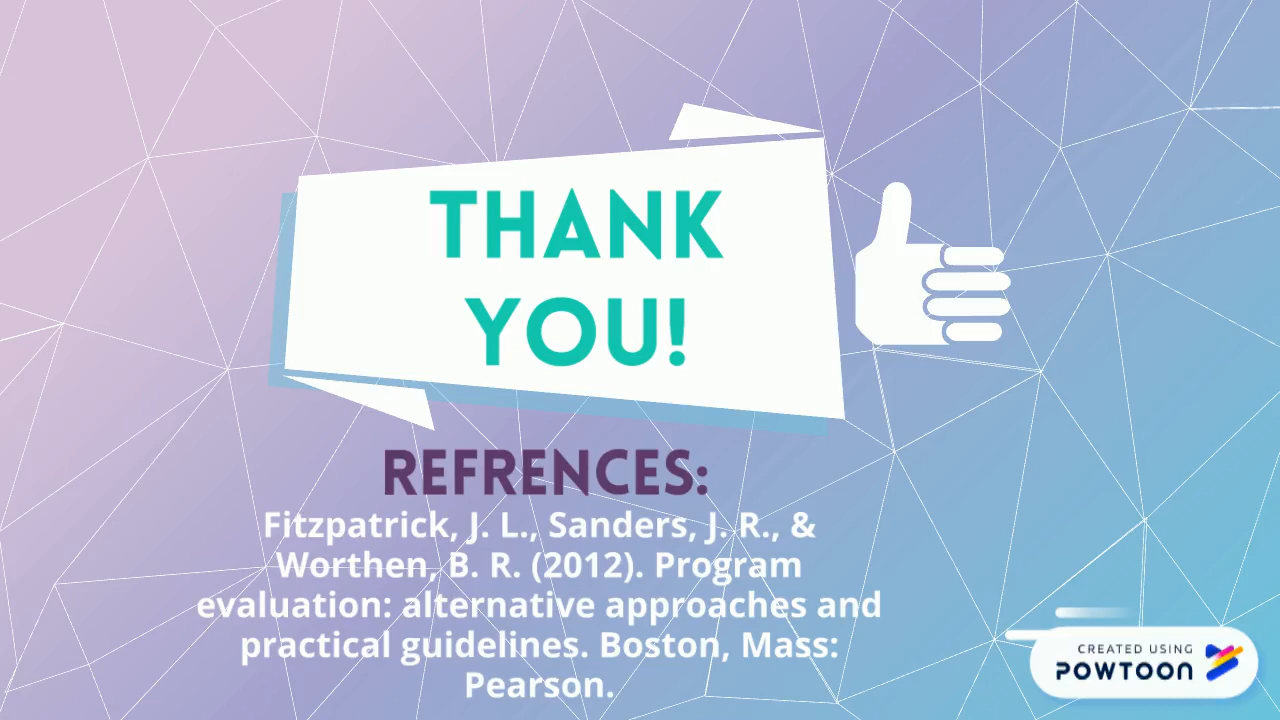 THANK
YOU!
REFRENCES:
Fitzpatrick, J. L., Sanders, J. R., &
Worthen, B. R. (2012). Program
evaluation: alternative approaches and
practical guidelines. Boston, Mass:
Pearson.
CREATED USING
POWTOON